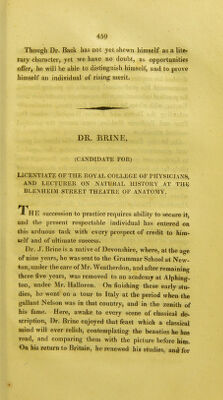 450
Though Dr. Back has not yet shewn himself as a lite-
rary character, yet we have no doubt, as opportunities
offer, he will be able to distinguish himself, and to prove
himself an individual of rising merit.
DR. BRINE,
(CANDIDATE FOR)
LICENTIATE OF THE ROYAL COLLEGE OF PHYSICIANS,
AND LECTURER ON NATURAL HISTORY AT THE
BLENHEIM STREET THEATRE OF ANATOMY.
THE succession to practice requires ability to secure it,
and the present respectable individual has entered on
this arduous task with every prospect of credit to him-
self and of ultimate success.
Dr. J. Brine is a native of Devonshire, where, at the age
of nine years, he was sent to the Grammar School at New-
ton, under the care of Mr. Weatherdon, and after remaining
there five years, was removed to an academy at Alphing-
ton, under Mr. Halloren. On finishing these early stu-
dies, he went on a tour to Italy at the period when the
gallant Nelson was in that country, and in the zenith of
his fame. Here, awake to every scene of classical de-
scription, Dr. Brine enjoyed that feast which a classical
mind will ever relish, contemplating the beauties he has
read, and comparing them with the picture before him.
On his return to Britain, he renewed his studies, and for